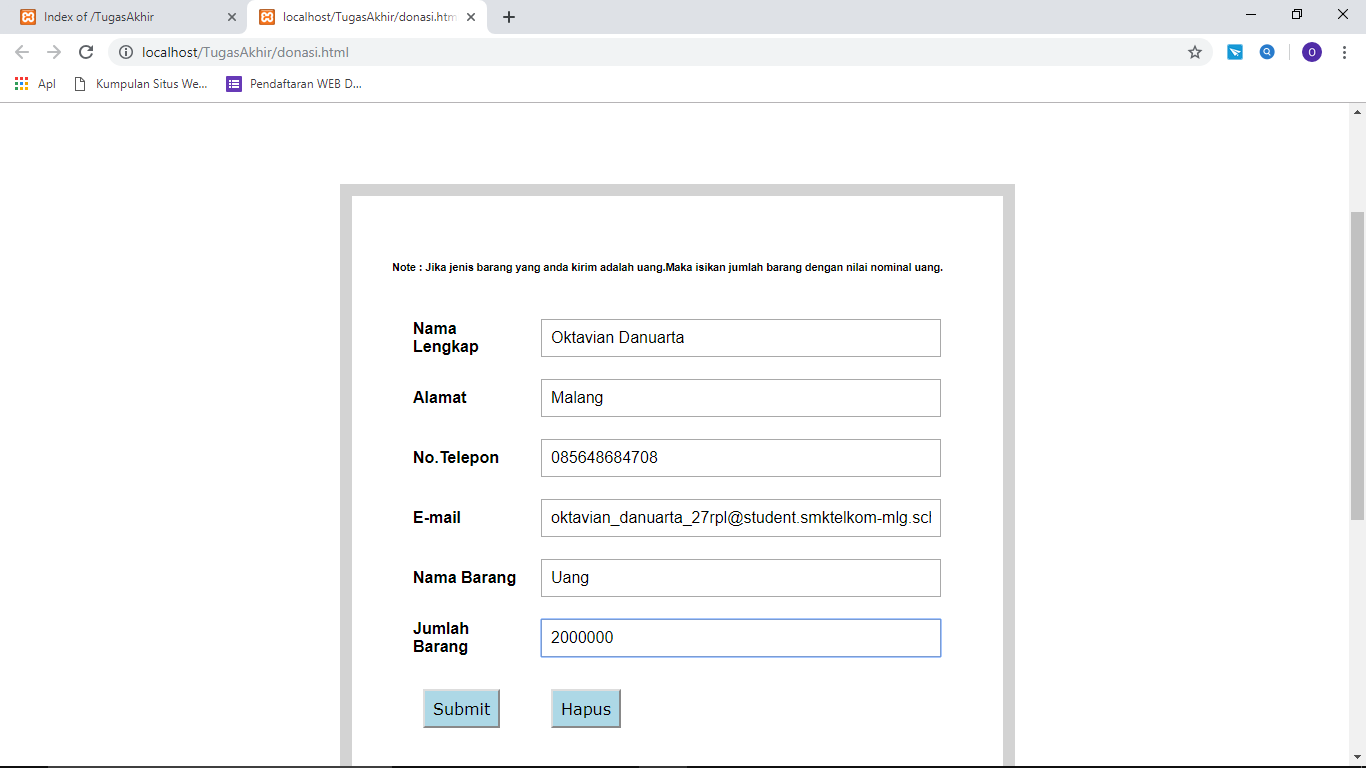 Index of /TugasAkhir
localhost/TugasAkhir/donasi.htm
localhost/TugasAkhir/donasi.html
O
Apl
Kumpulan Situs We...
Pendaftaran WEB D...
Note : Jika jenis barang yang anda kirim adalah uang.Maka isikan jumlah barang dengan nilai nominal uang.
Nama
Lengkap
Oktavian Danuarta
Alamat
Malang
No.Telepon
085648684708
E-mail
oktavian_danuarta_27rpl@student.smktelkom-mlg.scl
Nama Barang
Uang
Jumlah
Barang
2000000
Submit
Hapus